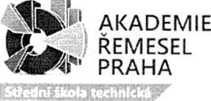 AKADEMIE
ŘEMESEL
PRAHA
Střední škola technická